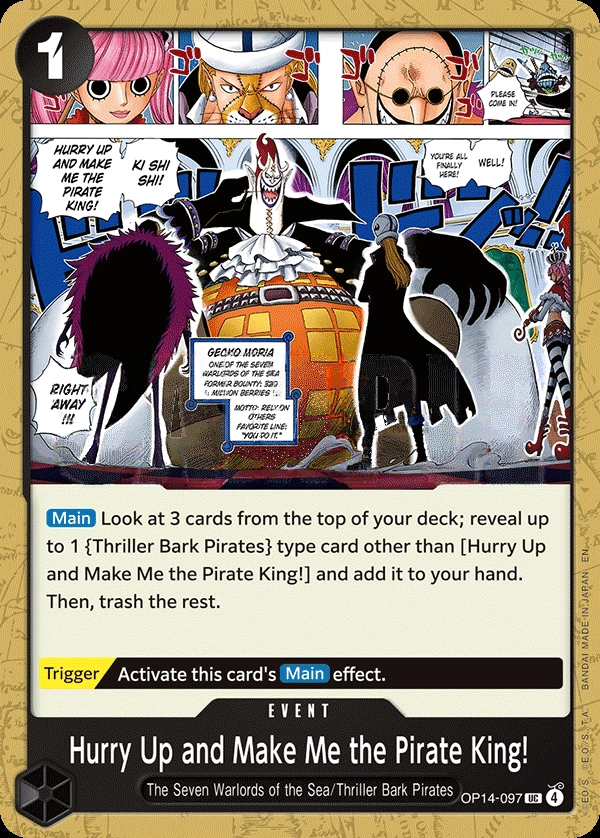 1
PLEASE
COME IN!
HURRY UP
AND MAKE
ME THE
PIRATE
KING!
KI SHI
SHI!
YOU'RE ALL
FINALLY
HERE!
WELL!
GECKO MORIA
ONE OF THE SEVEN
WARLORDS OF THE SEA
FORMER BOUNTY: 320
MILLION BERRIES
MOTTO: RELY ON
OTHERS
FAVORITE LINE:
"YOU DO IT."
RIGHT
AWAY
!!!
Main Look at 3 cards from the top of your deck; reveal up
to 1 {Thriller Bark Pirates} type card other than [Hurry Up
and Make Me the Pirate King!] and add it to your hand.
Then, trash the rest.
Trigger Activate this card's Main effect.
EVENT
Hurry Up and Make Me the Pirate King!
The Seven Warlords of the Sea/Thriller Bark Pirates
OP14-097 UC 4
BANDAI MADE IN JAPAN EN